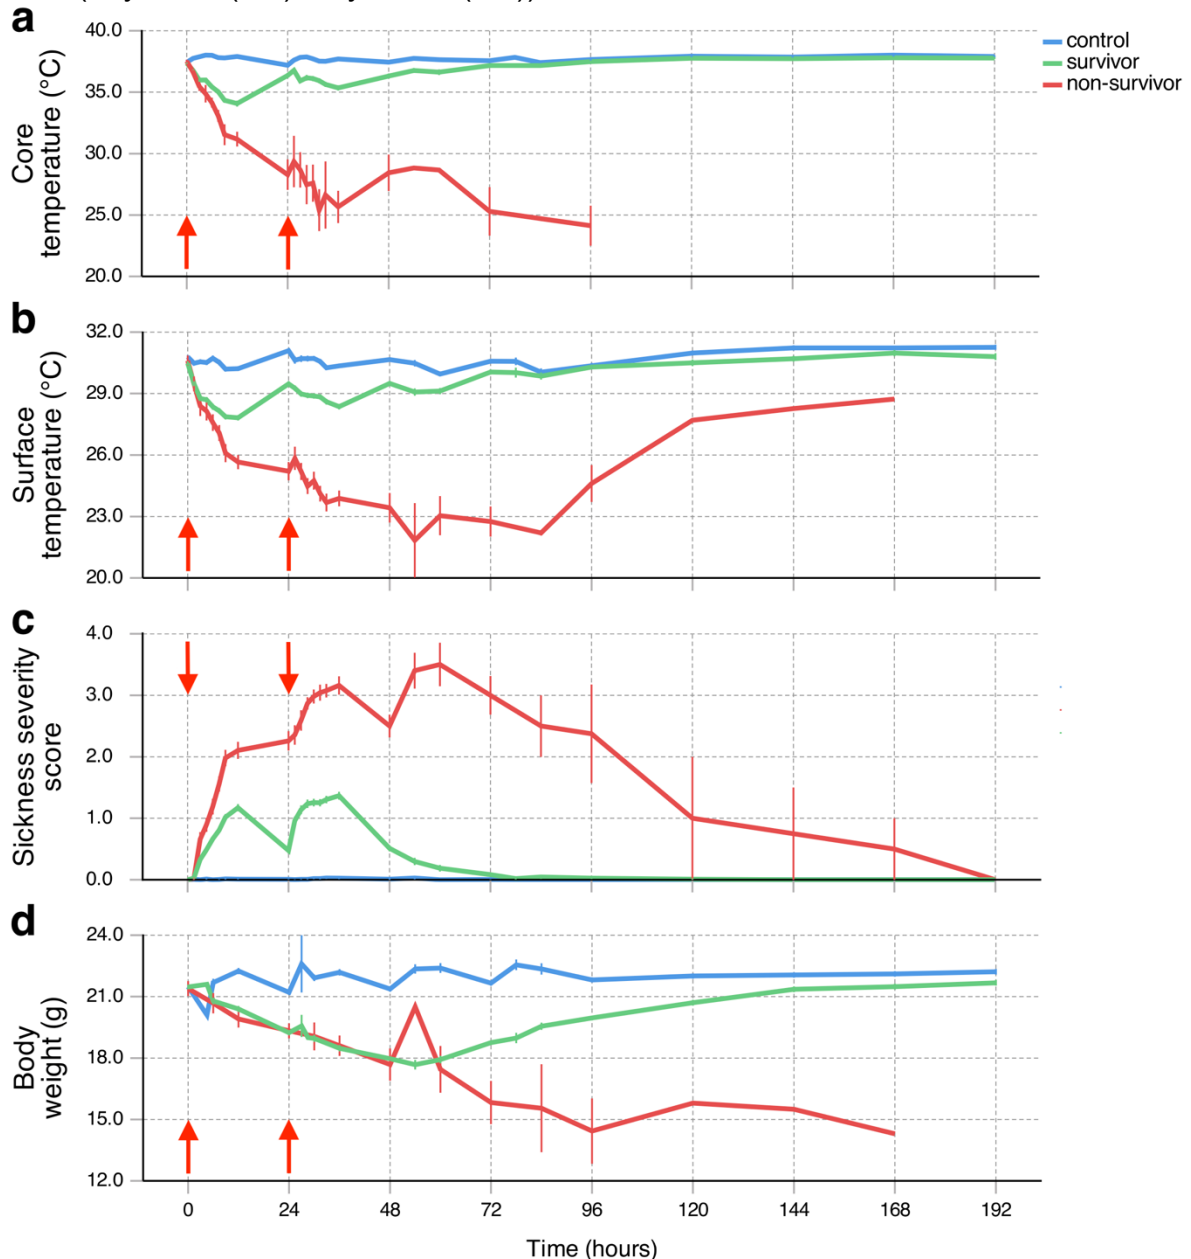 a
40.0
35.0
30.0
25.0
20.0
Core
temperature (°C)
control
survivor
non-survivor
b
32.0
29.0
26.0
23.0
20.0
Surface
temperature (°C)
c
4.0
3.0
2.0
1.0
0.0
Sickness severity
score
d
24.0
21.0
18.0
15.0
12.0
Body
weight (g)
0 24 48 72 96 120 144 168 192
Time (hours)